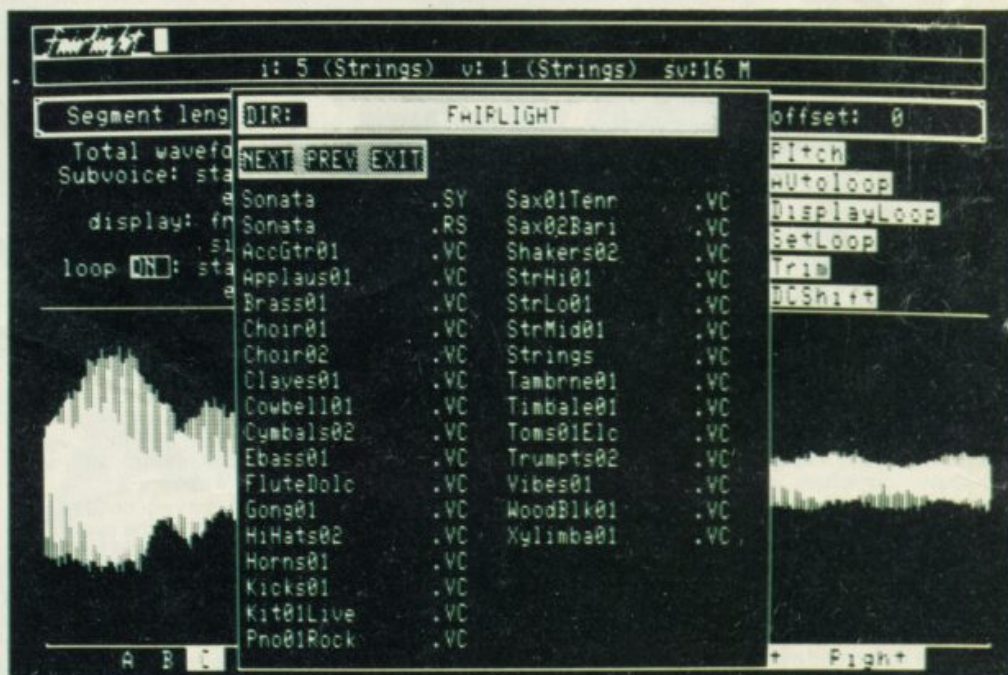 fairlight
i: 5 (Strings) v: 1 (Strings) sv:16 M
Segment leng
offset: 0
DIR: FAIRLIGHT
NEXT PREV EXIT
Total wavefo
Subvoice: sta
e
display: fr
si
loop ON: sta
e
PItch
AUtoloop
DIsplayLoop
SetLoop
Trim
DCShift
Sonata .SY
Sonata .RS
AccGtr01 .VC
Applaus01 .VC
Brass01 .VC
Choir01 .VC
Choir02 .VC
Claves01 .VC
Cowbell01 .VC
Cymbals02 .VC
Ebass01 .VC
FluteDolc .VC
Gong01 .VC
HiHats02 .VC
Horns01 .VC
Kicks01 .VC
Kit01Live .VC
Pno01Rock .VC
Sax01Tenr .VC
Sax02Bari .VC
Shakers02 .VC
StrHi01 .VC
StrLo01 .VC
StrMid01 .VC
Strings .VC
Tambrne01 .VC
Timbale01 .VC
Toms01Elc .VC
Trumpts02 .VC
Vibes01 .VC
WoodBlk01 .VC
Xylimba01 .VC
A B C
t Right